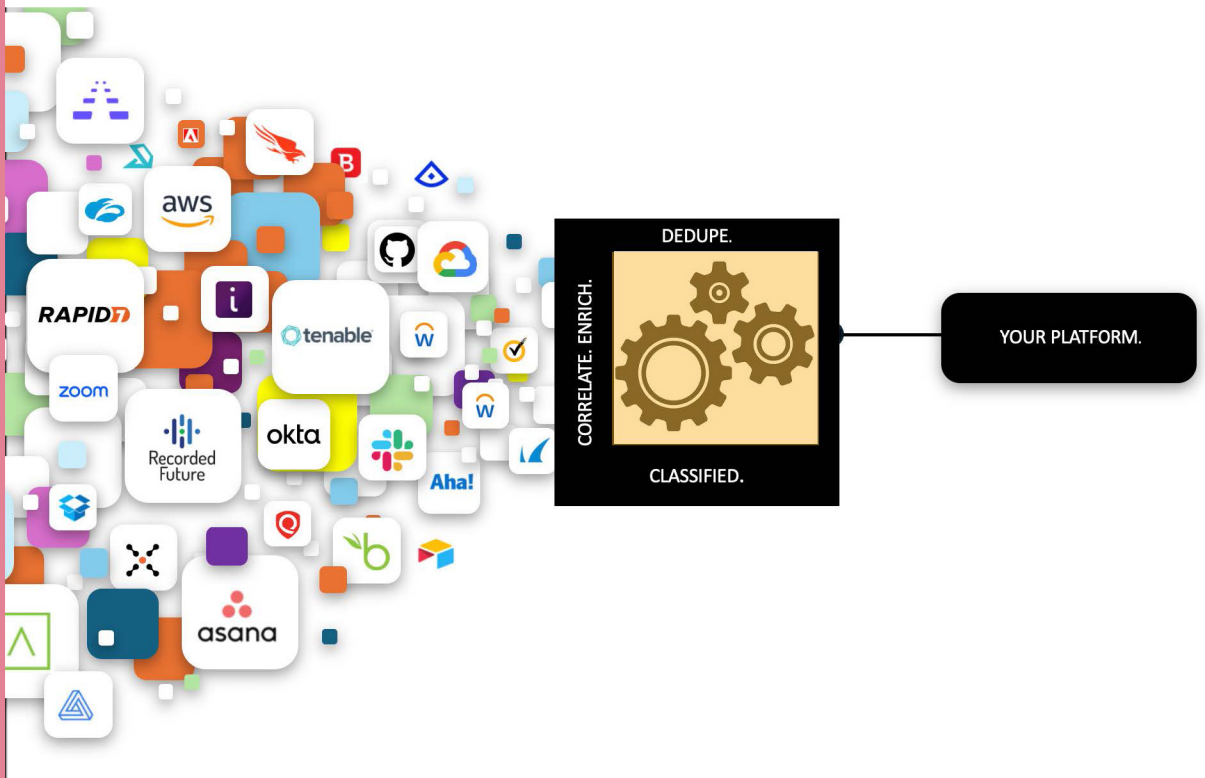 aws
RAPID7
i
tenable
w
zoom
Recorded
Future
okta
w
Aha!
b
asana
B
DEDUPE.
CORRELATE. ENRICH.
CLASSIFIED.
YOUR PLATFORM.